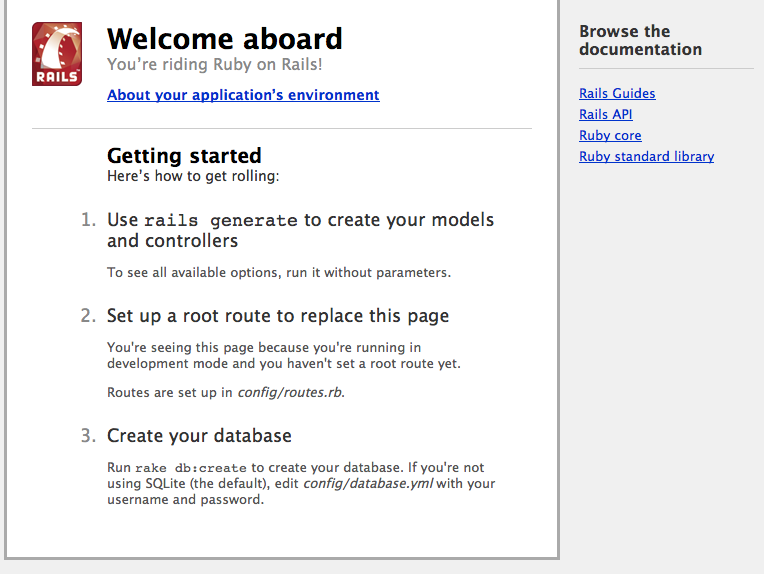 RAILS
Welcome aboard
You're riding Ruby on Rails!
About your application's environment
Getting started
Here's how to get rolling:
1. Use rails generate to create your models
and controllers
To see all available options, run it without parameters.
2. Set up a root route to replace this page
You're seeing this page because you're running in
development mode and you haven't set a root route yet.
Routes are set up in config/routes.rb.
3. Create your database
Run rake db:create to create your database. If you're not
using SQLite (the default), edit config/database.yml with your
username and password.
Browse the
documentation
Rails Guides
Rails API
Ruby core
Ruby standard library